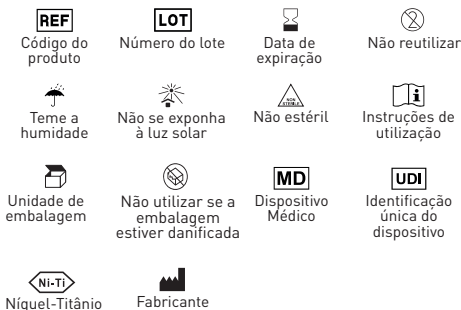 REF LOT
Código do produto
Número do lote
Data de expiração
Não reutilizar
Teme a humidade
Não se exponha à luz solar
NON STERILE
Não estéril
i
Instruções de utilização
Unidade de embalagem
Não utilizar se a embalagem estiver danificada
MD
Dispositivo Médico
UDI
Identificação única do dispositivo
Ni-Ti
Níquel-Titânio
Fabricante